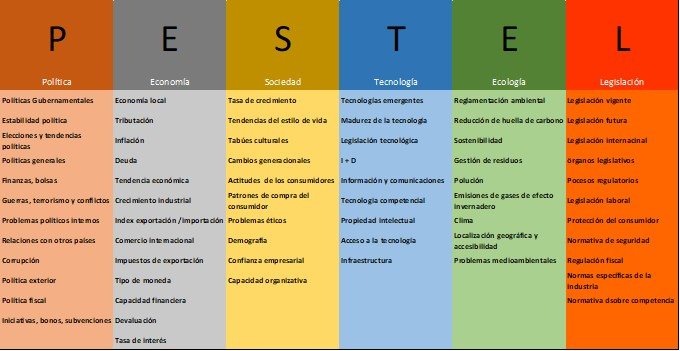 P E S T E L
Política Economía Sociedad Tecnología Ecología Legislación
Políticas Gubernamentales
Estabilidad política
Elecciones y tendencias
políticas
Políticas generales
Finanzas, bolsas
Guerras, terrorismo y conflictos
Problemas políticos internos
Relaciones con otros países
Corrupción
Política exterior
Política fiscal
Iniciativas, bonos, subvenciones
Economía local
Tributación
Inflación
Deuda
Tendencia económica
Crecimiento industrial
Index exportación /importación
Comercio internacional
Impuestos de exportación
Tipo de moneda
Capacidad financiera
Devaluación
Tasa de interés
Tasa de crecimiento
Tendencias del estilo de vida
Tabúes culturales
Cambios generacionales
Actitudes de los consumidores
Patrones de compra del
consumidor
Problemas éticos
Demografía
Confianza empresarial
Capacidad organizativa
Tecnologías emergentes
Madurez de la tecnología
Legislación tecnológica
I + D
Información y comunicaciones
Tecnología competencial
Propiedad intelectual
Acceso a la tecnología
Infraestructura
Reglamentación ambiental
Reducción de huella de carbono
Sostenibilidad
Gestión de residuos
Polución
Emisiones de gases de efecto
invernadero
Clima
Localización geográfica y
accesibilidad
Problemas medioambientales
Legislación vigente
Legislación futura
Legislación internacinal
órganos legislativos
Pocesos regulatorios
Legislación laboral
Protección del consumidor
Normativa de seguridad
Regulación fiscal
Normas específicas de la
industria
Normativa dsobre competencia